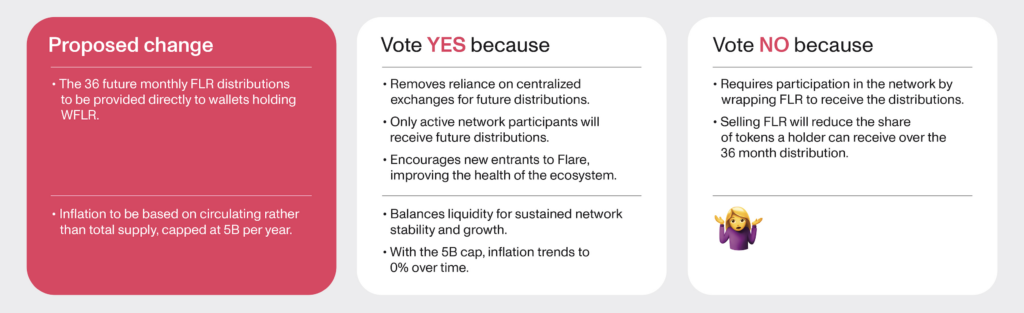 Proposed change
• The 36 future monthly FLR distributions
to be provided directly to wallets holding
WFLR.
• Inflation to be based on circulating rather
than total supply, capped at 5B per year.
Vote YES because
• Removes reliance on centralized
exchanges for future distributions.
• Only active network participants will
receive future distributions.
• Encourages new entrants to Flare,
improving the health of the ecosystem.
• Balances liquidity for sustained network
stability and growth.
• With the 5B cap, inflation trends to
0% over time.
Vote NO because
• Requires participation in the network by
wrapping FLR to receive the distributions.
• Selling FLR will reduce the share
of tokens a holder can receive over the
36 month distribution.